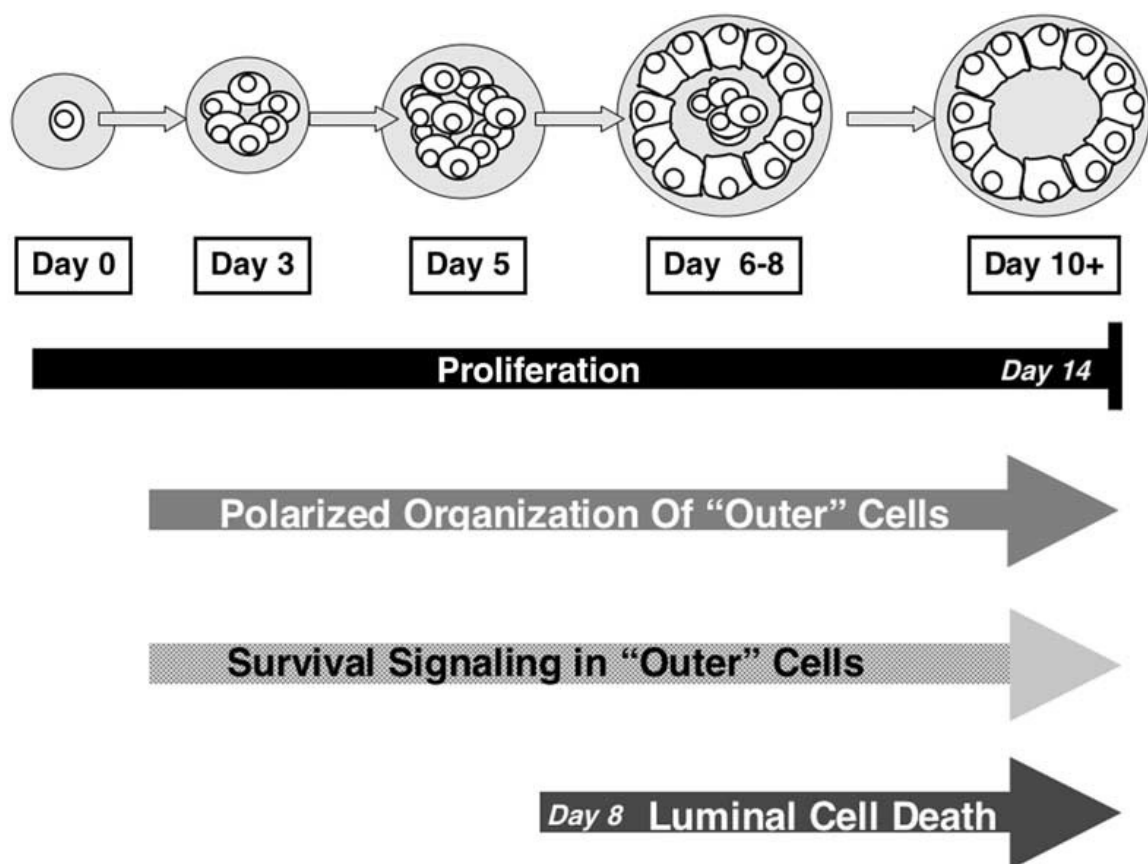 Day 0
Day 3
Day 5
Day 6-8
Day 10+
Proliferation
Day 14
Polarized Organization Of “Outer” Cells
Survival Signaling in “Outer” Cells
Day 8 Luminal Cell Death